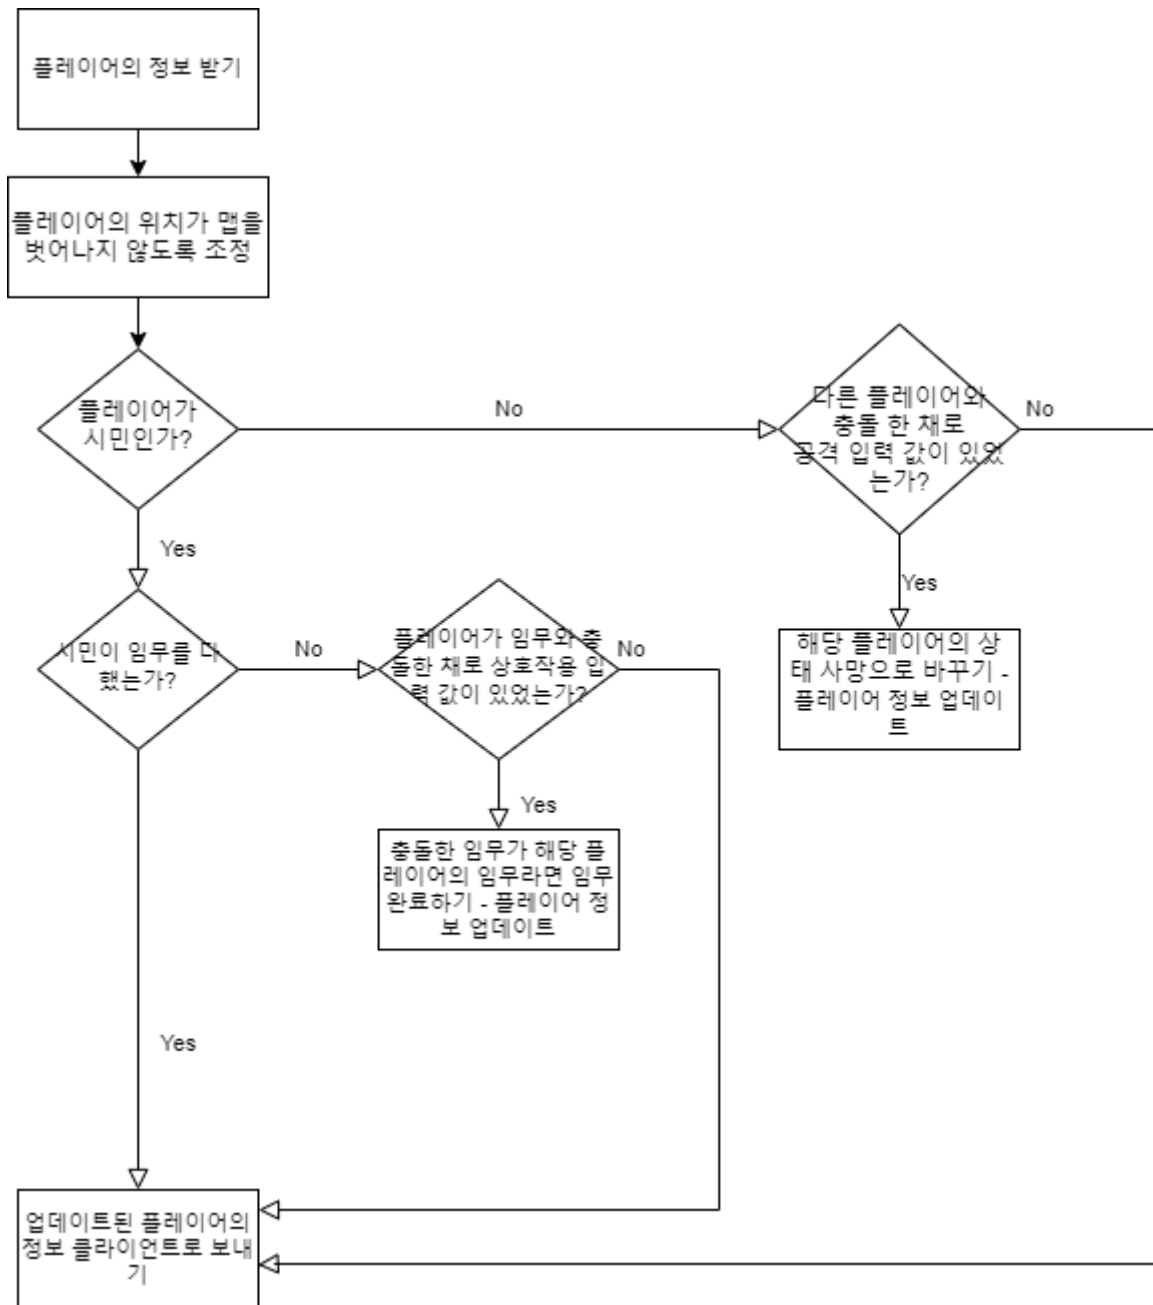 플레이어의 정보 받기
플레이어의 위치가 맵을
벗어나지 않도록 조정
플레이어가
시민인가?
No
다른 플레이어와
충돌 한 채로
공격 입력 값이 있었
는가?
No
Yes
Yes
시민이 임무를 다
했는가?
No
플레이어가 임무와 충
돌한 채로 상호작용 입
력 값이 있었는가?
No
해당 플레이어의 상
태 사망으로 바꾸기 -
플레이어 정보 업데이
트
Yes
충돌한 임무가 해당 플
레이어의 임무라면 임무
완료하기 - 플레이어 정
보 업데이트
Yes
업데이트된 플레이어의
정보 클라이언트로 보내
기